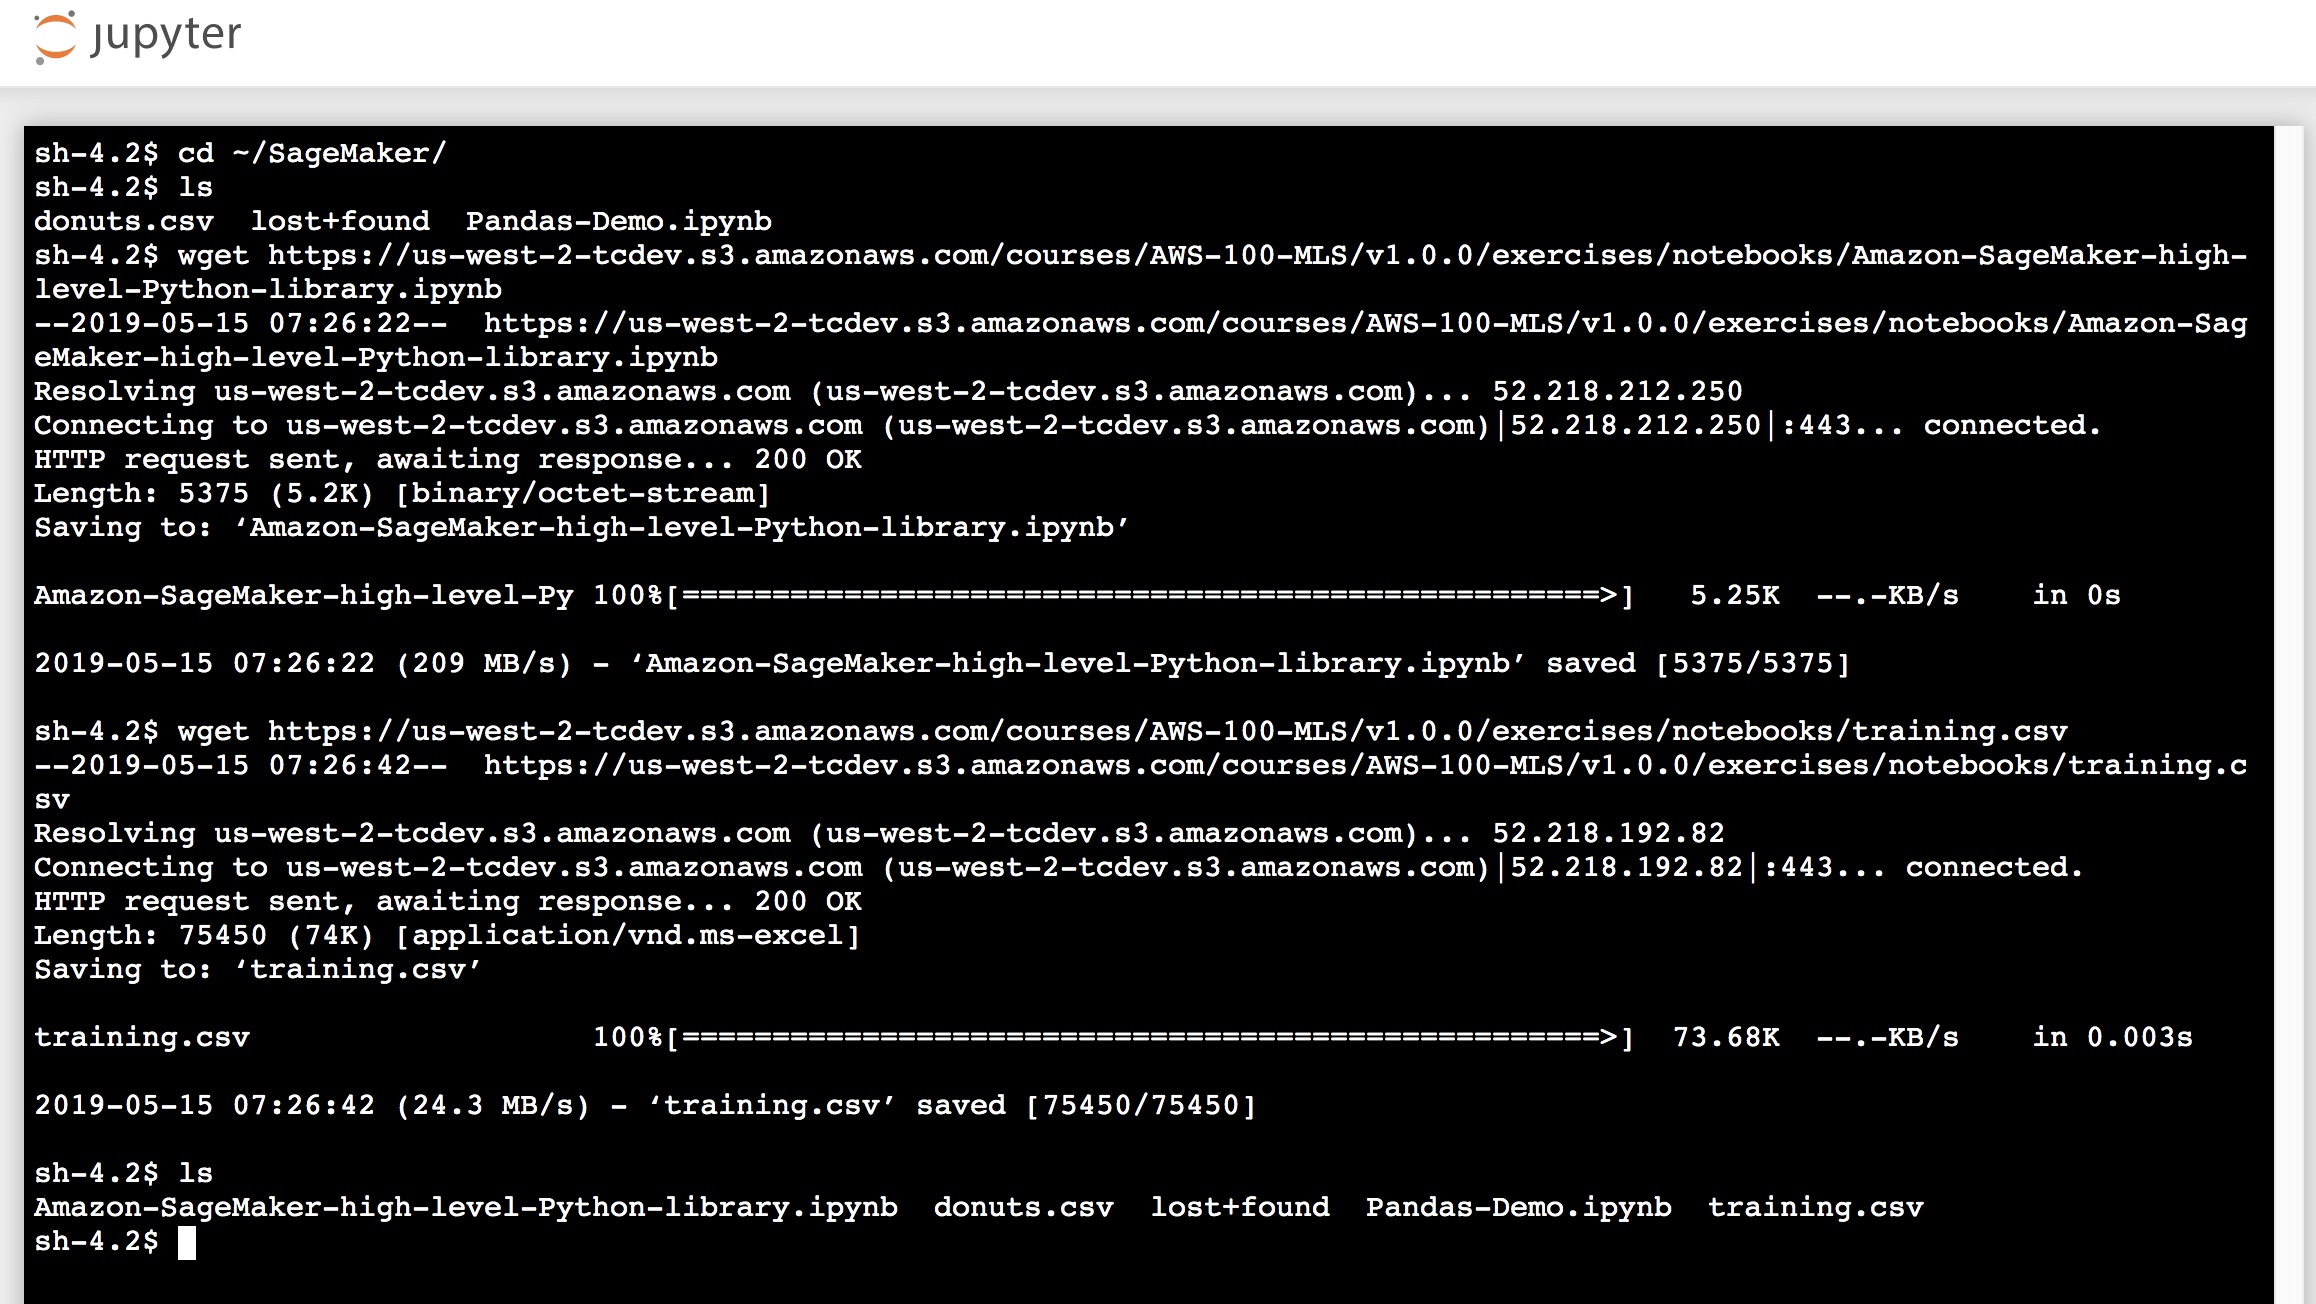 jupyter
sh-4.2$ cd ~/SageMaker/
sh-4.2$ ls
donuts.csv  lost+found  Pandas-Demo.ipynb
sh-4.2$ wget https://us-west-2-tcdev.s3.amazonaws.com/courses/AWS-100-MLS/v1.0.0/exercises/notebooks/Amazon-SageMaker-high-
level-Python-library.ipynb
--2019-05-15 07:26:22--  https://us-west-2-tcdev.s3.amazonaws.com/courses/AWS-100-MLS/v1.0.0/exercises/notebooks/Amazon-Sag
eMaker-high-level-Python-library.ipynb
Resolving us-west-2-tcdev.s3.amazonaws.com (us-west-2-tcdev.s3.amazonaws.com)... 52.218.212.250
Connecting to us-west-2-tcdev.s3.amazonaws.com (us-west-2-tcdev.s3.amazonaws.com)|52.218.212.250|:443... connected.
HTTP request sent, awaiting response... 200 OK
Length: 5375 (5.2K) [binary/octet-stream]
Saving to: ‘Amazon-SageMaker-high-level-Python-library.ipynb’
Amazon-SageMaker-high-level-Py 100%[===================================================>]   5.25K  --.-KB/s    in 0s
2019-05-15 07:26:22 (209 MB/s) - ‘Amazon-SageMaker-high-level-Python-library.ipynb’ saved [5375/5375]
sh-4.2$ wget https://us-west-2-tcdev.s3.amazonaws.com/courses/AWS-100-MLS/v1.0.0/exercises/notebooks/training.csv
--2019-05-15 07:26:42--  https://us-west-2-tcdev.s3.amazonaws.com/courses/AWS-100-MLS/v1.0.0/exercises/notebooks/training.c
sv
Resolving us-west-2-tcdev.s3.amazonaws.com (us-west-2-tcdev.s3.amazonaws.com)... 52.218.192.82
Connecting to us-west-2-tcdev.s3.amazonaws.com (us-west-2-tcdev.s3.amazonaws.com)|52.218.192.82|:443... connected.
HTTP request sent, awaiting response... 200 OK
Length: 75450 (74K) [application/vnd.ms-excel]
Saving to: ‘training.csv’
training.csv                   100%[===================================================>]  73.68K  --.-KB/s    in 0.003s
2019-05-15 07:26:42 (24.3 MB/s) - ‘training.csv’ saved [75450/75450]
sh-4.2$ ls
Amazon-SageMaker-high-level-Python-library.ipynb  donuts.csv  lost+found  Pandas-Demo.ipynb  training.csv
sh-4.2$